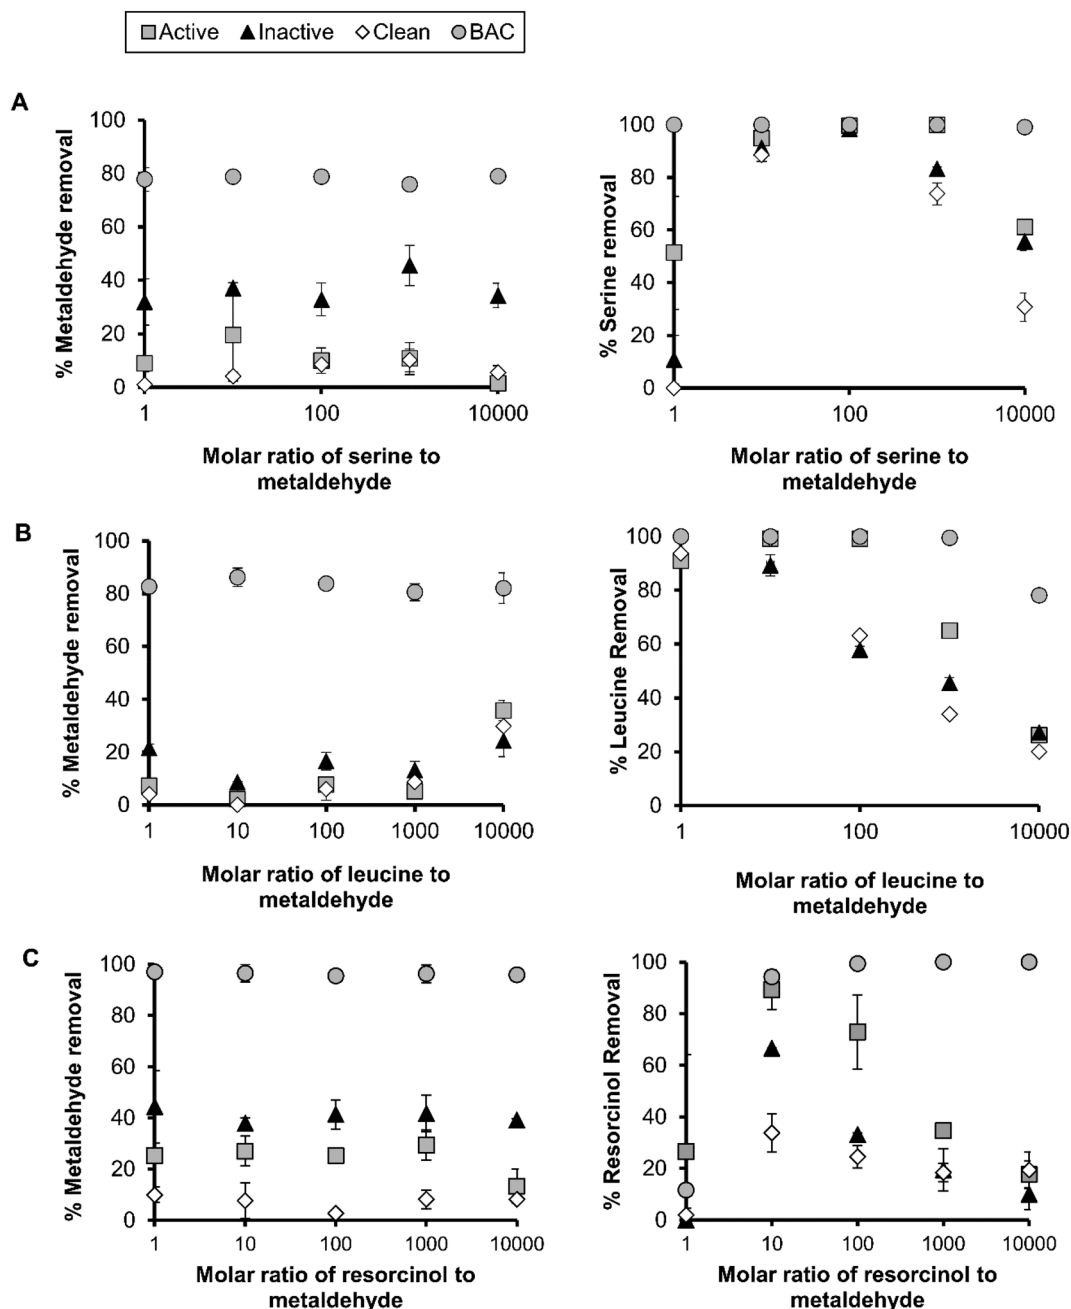 Active Inactive Clean BAC
A
% Metaldehyde removal
100
80
60
40
20
0
1 100 10000
Molar ratio of serine to
metaldehyde
% Serine removal
100
80
60
40
20
0
1 100 10000
Molar ratio of serine to
metaldehyde
B
% Metaldehyde removal
100
80
60
40
20
0
1 10 100 1000 10000
Molar ratio of leucine to
metaldehyde
% Leucine Removal
100
80
60
40
20
0
1 100 10000
Molar ratio of leucine to
metaldehyde
C
% Metaldehyde removal
100
80
60
40
20
0
1 10 100 1000 10000
Molar ratio of resorcinol to
metaldehyde
% Resorcinol Removal
100
80
60
40
20
0
1 10 100 1000 10000
Molar ratio of resorcinol to
metaldehyde